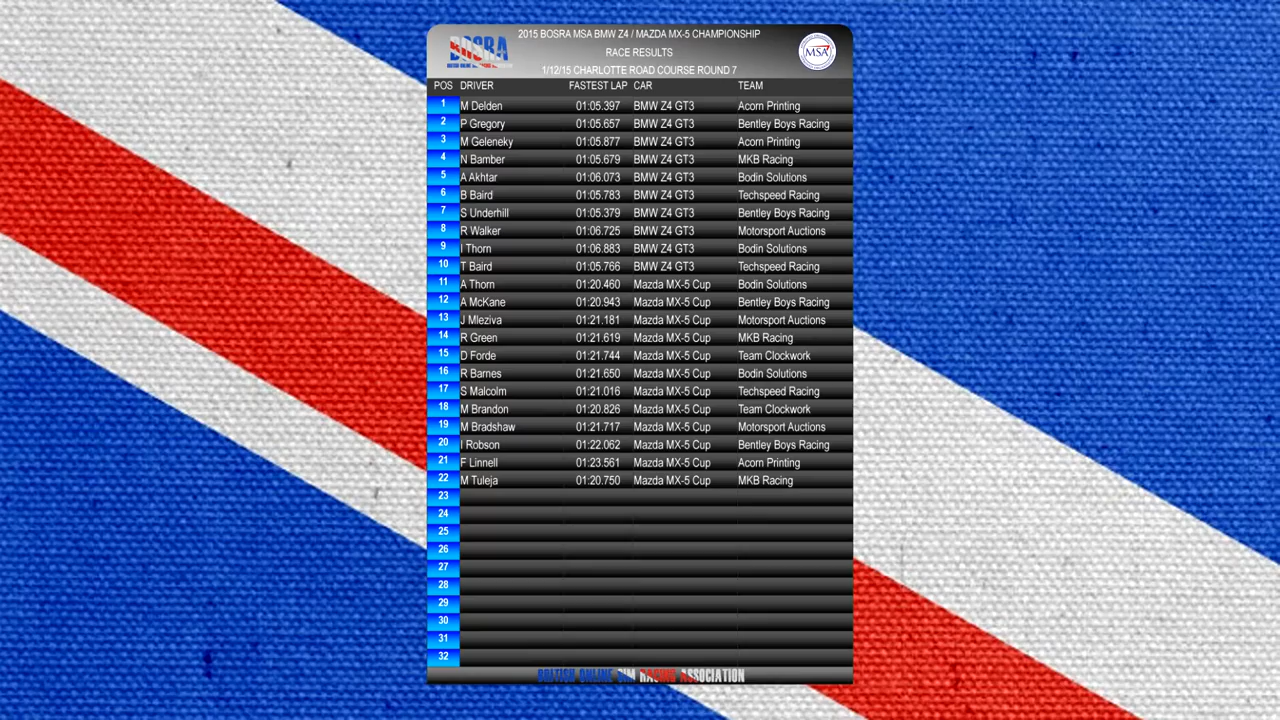 BOSRA
2015 BOSRA MSA BMW Z4 / MAZDA MX-5 CHAMPIONSHIP
RACE RESULTS
MSA
1/12/15 CHARLOTTE ROAD COURSE ROUND 7
POS DRIVER FASTEST LAP CAR TEAM
1 M Delden 01:05.397 BMW Z4 GT3 Acorn Printing
2 P Gregory 01:05.657 BMW Z4 GT3 Bentley Boys Racing
3 M Geleneky 01:05.877 BMW Z4 GT3 Acorn Printing
4 N Bamber 01:05.679 BMW Z4 GT3 MKB Racing
5 A Akhtar 01:06.073 BMW Z4 GT3 Bodin Solutions
6 B Baird 01:05.783 BMW Z4 GT3 Techspeed Racing
7 S Underhill 01:05.379 BMW Z4 GT3 Bentley Boys Racing
8 R Walker 01:06.725 BMW Z4 GT3 Motorsport Auctions
9 I Thorn 01:06.883 BMW Z4 GT3 Bodin Solutions
10 T Baird 01:05.766 BMW Z4 GT3 Techspeed Racing
11 A Thorn 01:20.460 Mazda MX-5 Cup Bodin Solutions
12 A McKane 01:20.943 Mazda MX-5 Cup Bentley Boys Racing
13 J Mleziva 01:21.181 Mazda MX-5 Cup Motorsport Auctions
14 R Green 01:21.619 Mazda MX-5 Cup MKB Racing
15 D Forde 01:21.744 Mazda MX-5 Cup Team Clockwork
16 R Barnes 01:21.650 Mazda MX-5 Cup Bodin Solutions
17 S Malcolm 01:21.016 Mazda MX-5 Cup Techspeed Racing
18 M Brandon 01:20.826 Mazda MX-5 Cup Team Clockwork
19 M Bradshaw 01:21.717 Mazda MX-5 Cup Motorsport Auctions
20 I Robson 01:22.062 Mazda MX-5 Cup Bentley Boys Racing
21 F Linnell 01:23.561 Mazda MX-5 Cup Acorn Printing
22 M Tuleja 01:20.750 Mazda MX-5 Cup MKB Racing
23
24
25
26
27
28
29
30
31
32
BRITISH ONLINE SIM RACING ASSOCIATION